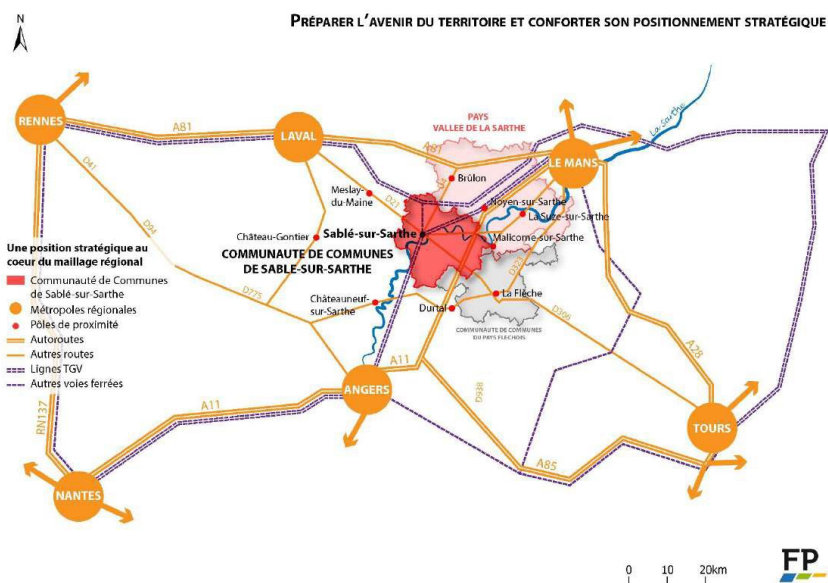 N
PRÉPARER L'AVENIR DU TERRITOIRE ET CONFORTER SON POSITIONNEMENT STRATÉGIQUE
RENNES
A81
LAVAL
A81
PAYS
VALLEE DE LA SARTHE
La Sarthe
LE MANS
D41
Brûlon
Meslay-
du-Maine
D21
Noyen-sur-Sarthe
La Suze-sur-Sarthe
D94
Château-Gontier
Sablé-sur-Sarthe
Malicorne-sur-Sarthe
COMMUNAUTE DE COMMUNES
DE SABLE-SUR-SARTHE
D323
Une position stratégique au
coeur du maillage régional
Communauté de Communes
de Sablé-sur-Sarthe
Métropoles régionales
Pôles de proximité
Autoroutes
Autres routes
Lignes TGV
Autres voies ferrées
D775
Châteauneuf-
sur-Sarthe
Durtal
La Flèche
D306
COMMUNAUTE DE COMMUNES
DU PAYS FLECHOIS
A28
A11
ANGERS
D938
RN137
A11
TOURS
A85
NANTES
0 10 20km
FP